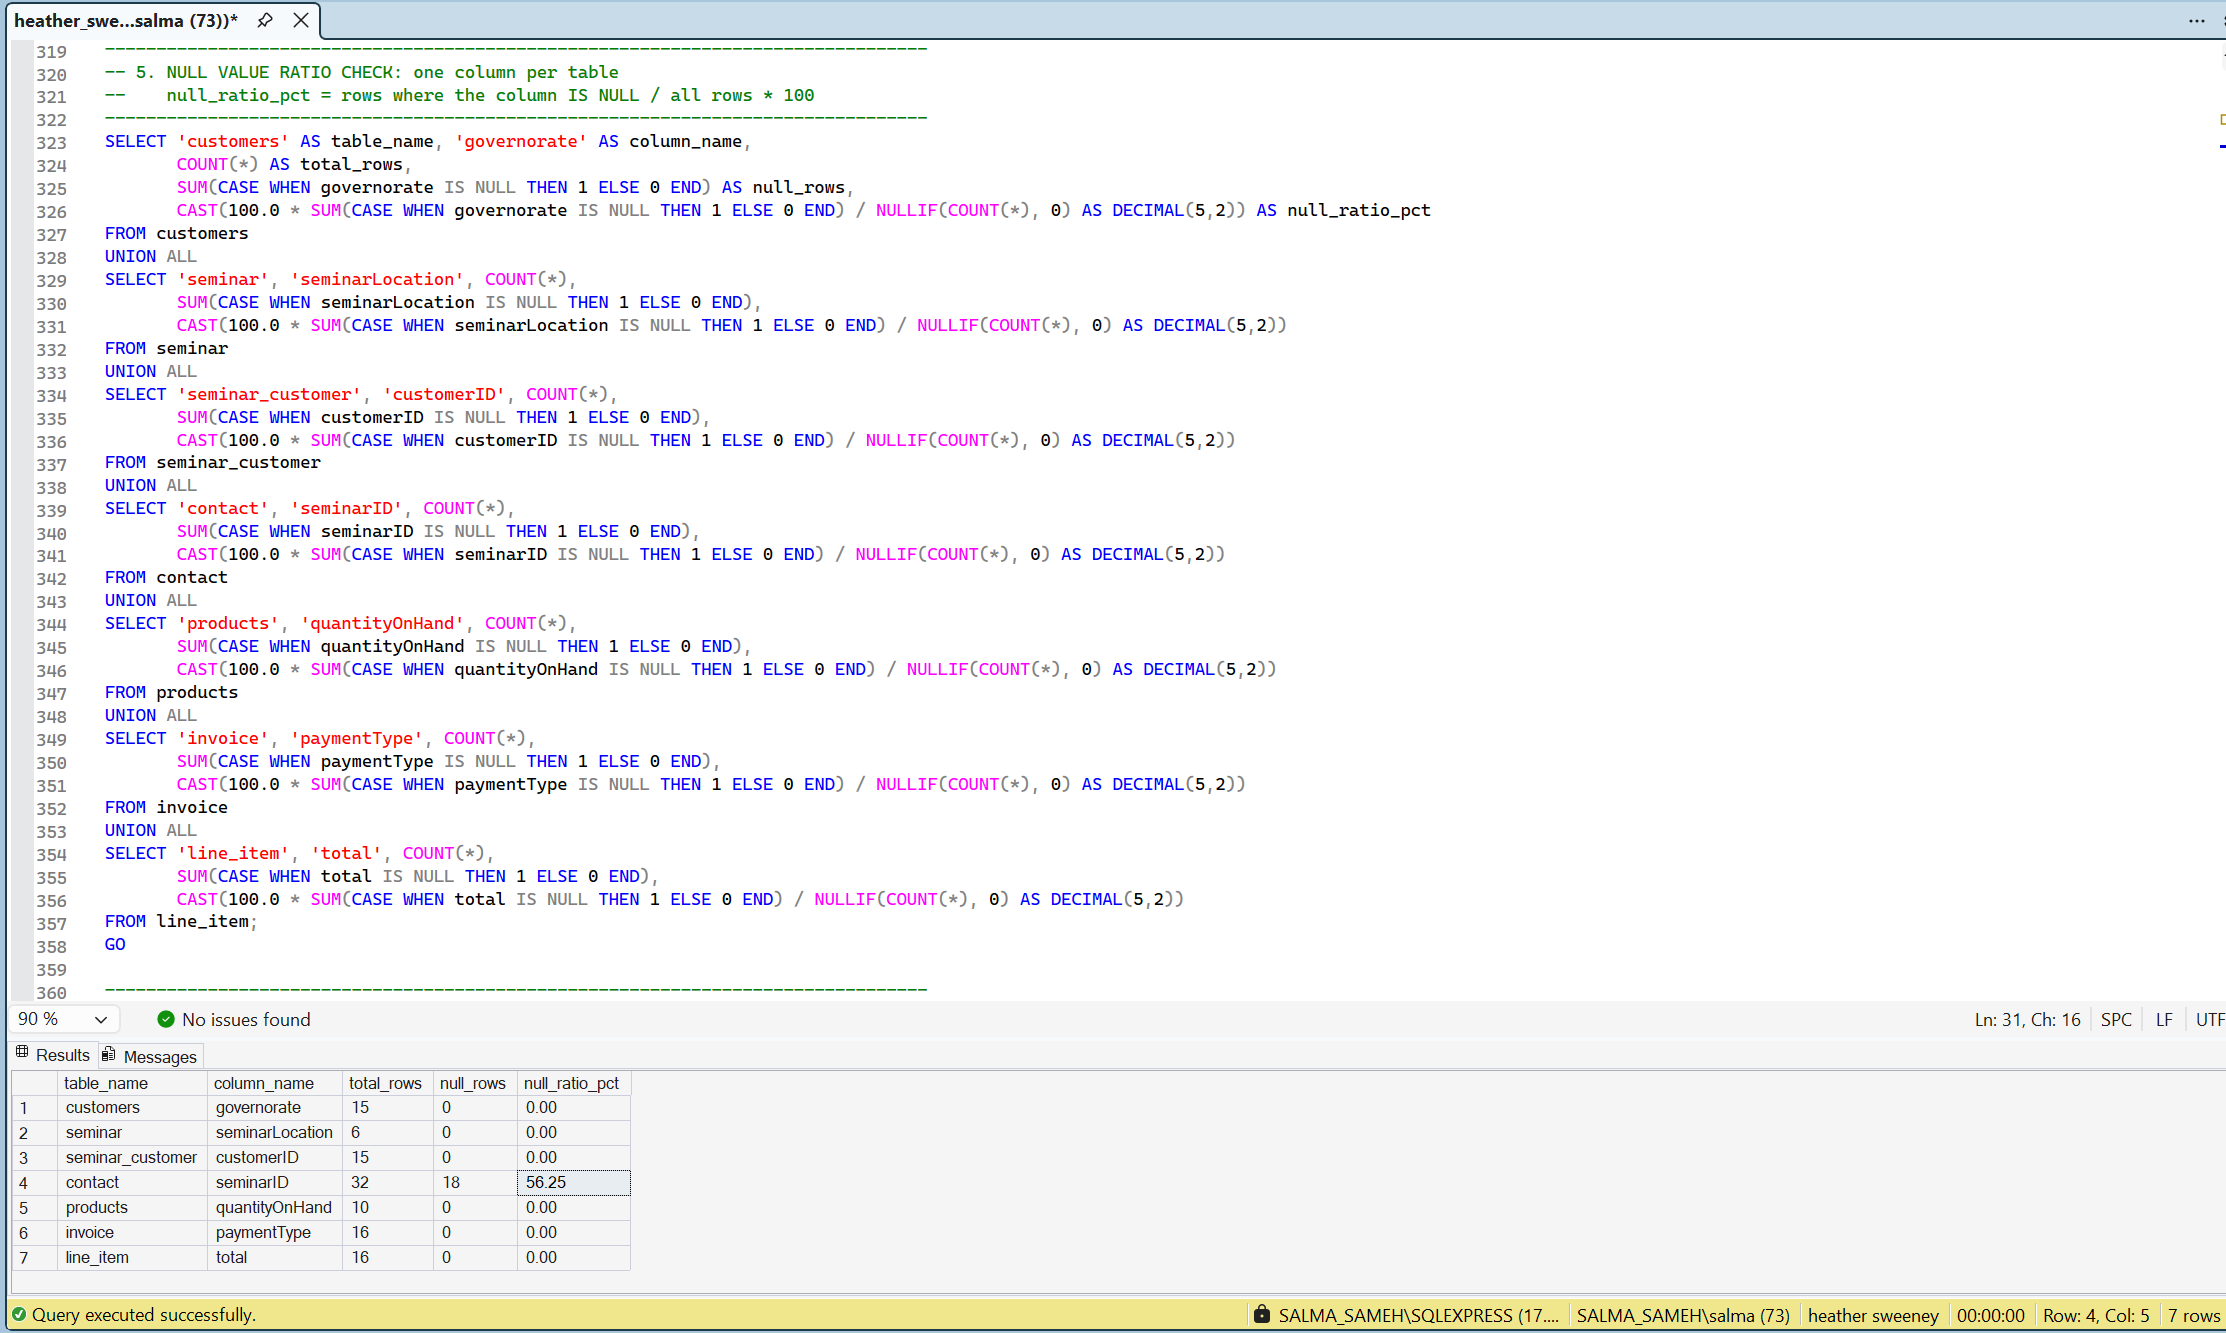 heather_swe...salma (73))*
319 --------------------------------------------------------------------------------
320 -- 5. NULL VALUE RATIO CHECK: one column per table
321 --    null_ratio_pct = rows where the column IS NULL / all rows * 100
322 --------------------------------------------------------------------------------
323 SELECT 'customers' AS table_name, 'governorate' AS column_name,
324        COUNT(*) AS total_rows,
325        SUM(CASE WHEN governorate IS NULL THEN 1 ELSE 0 END) AS null_rows,
326        CAST(100.0 * SUM(CASE WHEN governorate IS NULL THEN 1 ELSE 0 END) / NULLIF(COUNT(*), 0) AS DECIMAL(5,2)) AS null_ratio_pct
327 FROM customers
328 UNION ALL
329 SELECT 'seminar', 'seminarLocation', COUNT(*),
330        SUM(CASE WHEN seminarLocation IS NULL THEN 1 ELSE 0 END),
331        CAST(100.0 * SUM(CASE WHEN seminarLocation IS NULL THEN 1 ELSE 0 END) / NULLIF(COUNT(*), 0) AS DECIMAL(5,2))
332 FROM seminar
333 UNION ALL
334 SELECT 'seminar_customer', 'customerID', COUNT(*),
335        SUM(CASE WHEN customerID IS NULL THEN 1 ELSE 0 END),
336        CAST(100.0 * SUM(CASE WHEN customerID IS NULL THEN 1 ELSE 0 END) / NULLIF(COUNT(*), 0) AS DECIMAL(5,2))
337 FROM seminar_customer
338 UNION ALL
339 SELECT 'contact', 'seminarID', COUNT(*),
340        SUM(CASE WHEN seminarID IS NULL THEN 1 ELSE 0 END),
341        CAST(100.0 * SUM(CASE WHEN seminarID IS NULL THEN 1 ELSE 0 END) / NULLIF(COUNT(*), 0) AS DECIMAL(5,2))
342 FROM contact
343 UNION ALL
344 SELECT 'products', 'quantityOnHand', COUNT(*),
345        SUM(CASE WHEN quantityOnHand IS NULL THEN 1 ELSE 0 END),
346        CAST(100.0 * SUM(CASE WHEN quantityOnHand IS NULL THEN 1 ELSE 0 END) / NULLIF(COUNT(*), 0) AS DECIMAL(5,2))
347 FROM products
348 UNION ALL
349 SELECT 'invoice', 'paymentType', COUNT(*),
350        SUM(CASE WHEN paymentType IS NULL THEN 1 ELSE 0 END),
351        CAST(100.0 * SUM(CASE WHEN paymentType IS NULL THEN 1 ELSE 0 END) / NULLIF(COUNT(*), 0) AS DECIMAL(5,2))
352 FROM invoice
353 UNION ALL
354 SELECT 'line_item', 'total', COUNT(*),
355        SUM(CASE WHEN total IS NULL THEN 1 ELSE 0 END),
356        CAST(100.0 * SUM(CASE WHEN total IS NULL THEN 1 ELSE 0 END) / NULLIF(COUNT(*), 0) AS DECIMAL(5,2))
357 FROM line_item;
358 GO
359
360 --------------------------------------------------------------------------------
90 % No issues found Ln: 31, Ch: 16 SPC LF UTF
Results Messages
table_name column_name total_rows null_rows null_ratio_pct
1 customers governorate 15 0 0.00
2 seminar seminarLocation 6 0 0.00
3 seminar_customer customerID 15 0 0.00
4 contact seminarID 32 18 56.25
5 products quantityOnHand 10 0 0.00
6 invoice paymentType 16 0 0.00
7 line_item total 16 0 0.00
Query executed successfully. SALMA_SAMEH\SQLEXPRESS (17.... SALMA_SAMEH\salma (73) heather sweeney 00:00:00 Row: 4, Col: 5 7 rows